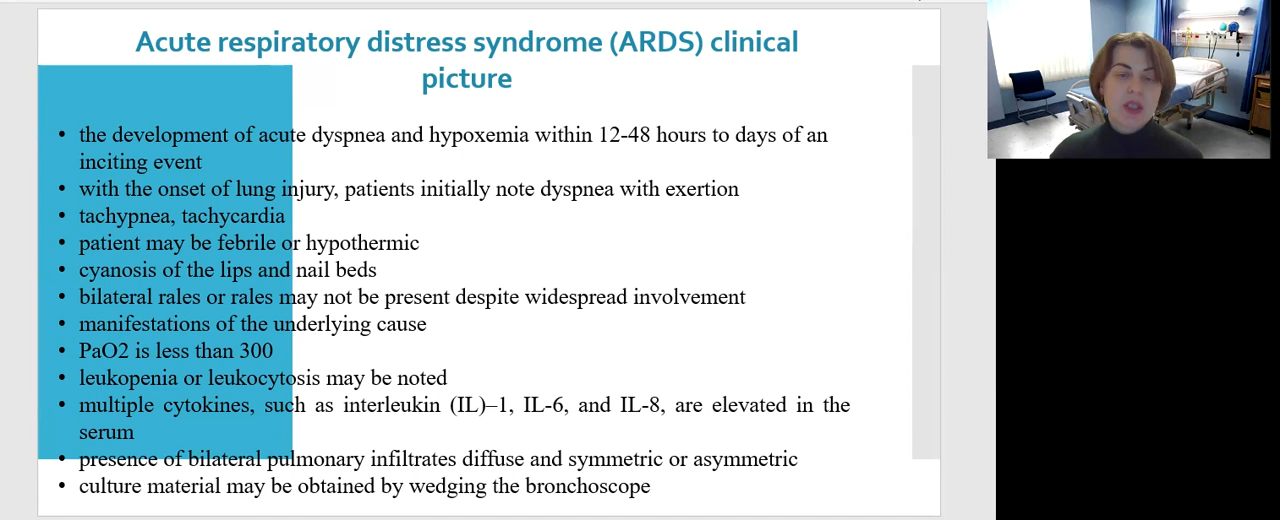 Acute respiratory distress syndrome (ARDS) clinical
picture
• the development of acute dyspnea and hypoxemia within 12-48 hours to days of an
inciting event
• with the onset of lung injury, patients initially note dyspnea with exertion
• tachypnea, tachycardia
• patient may be febrile or hypothermic
• cyanosis of the lips and nail beds
• bilateral rales or rales may not be present despite widespread involvement
• manifestations of the underlying cause
• PaO2 is less than 300
• leukopenia or leukocytosis may be noted
• multiple cytokines, such as interleukin (IL)–1, IL-6, and IL-8, are elevated in the
serum
• presence of bilateral pulmonary infiltrates diffuse and symmetric or asymmetric
• culture material may be obtained by wedging the bronchoscope